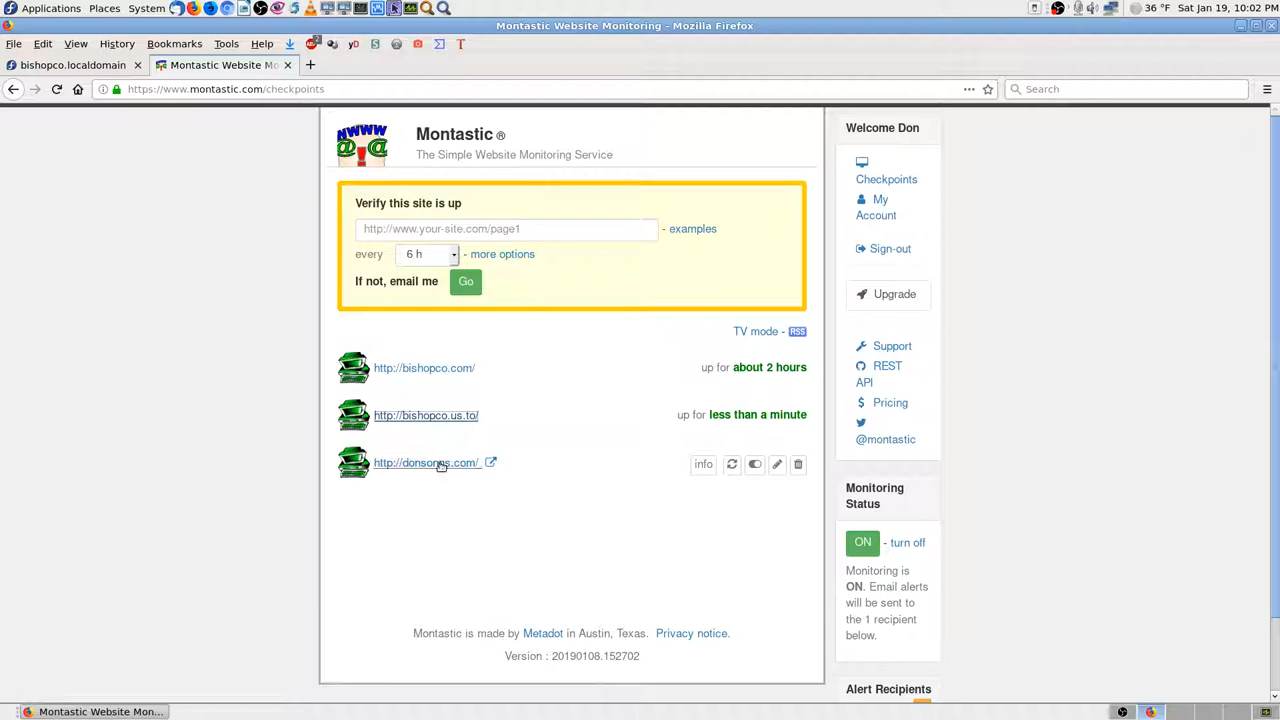 Applications Places System 36 °F Sat Jan 19, 10:02 PM
Montastic Website Monitoring - Mozilla Firefox
File Edit View History Bookmarks Tools Help 2 yD S T
bishopco.localdomain × Montastic Website Mo × +
https://www.montastic.com/checkpoints Search
Montastic ®
The Simple Website Monitoring Service
Verify this site is up
http://www.your-site.com/page1 - examples
every 6 h - more options
If not, email me Go
TV mode - RSS
http://bishopco.com/ up for about 2 hours
http://bishopco.us.to/ up for less than a minute
info
Montastic is made by Metadot in Austin, Texas. Privacy notice.
Version : 20190108.152702
Welcome Don
Checkpoints
My
Account
Sign-out
Upgrade
Support
REST
API
Pricing
@montastic
Monitoring
Status
ON - turn off
Monitoring is
ON. Email alerts
will be sent to
the 1 recipient
below.
Alert Recipients
Montastic Website Mon...